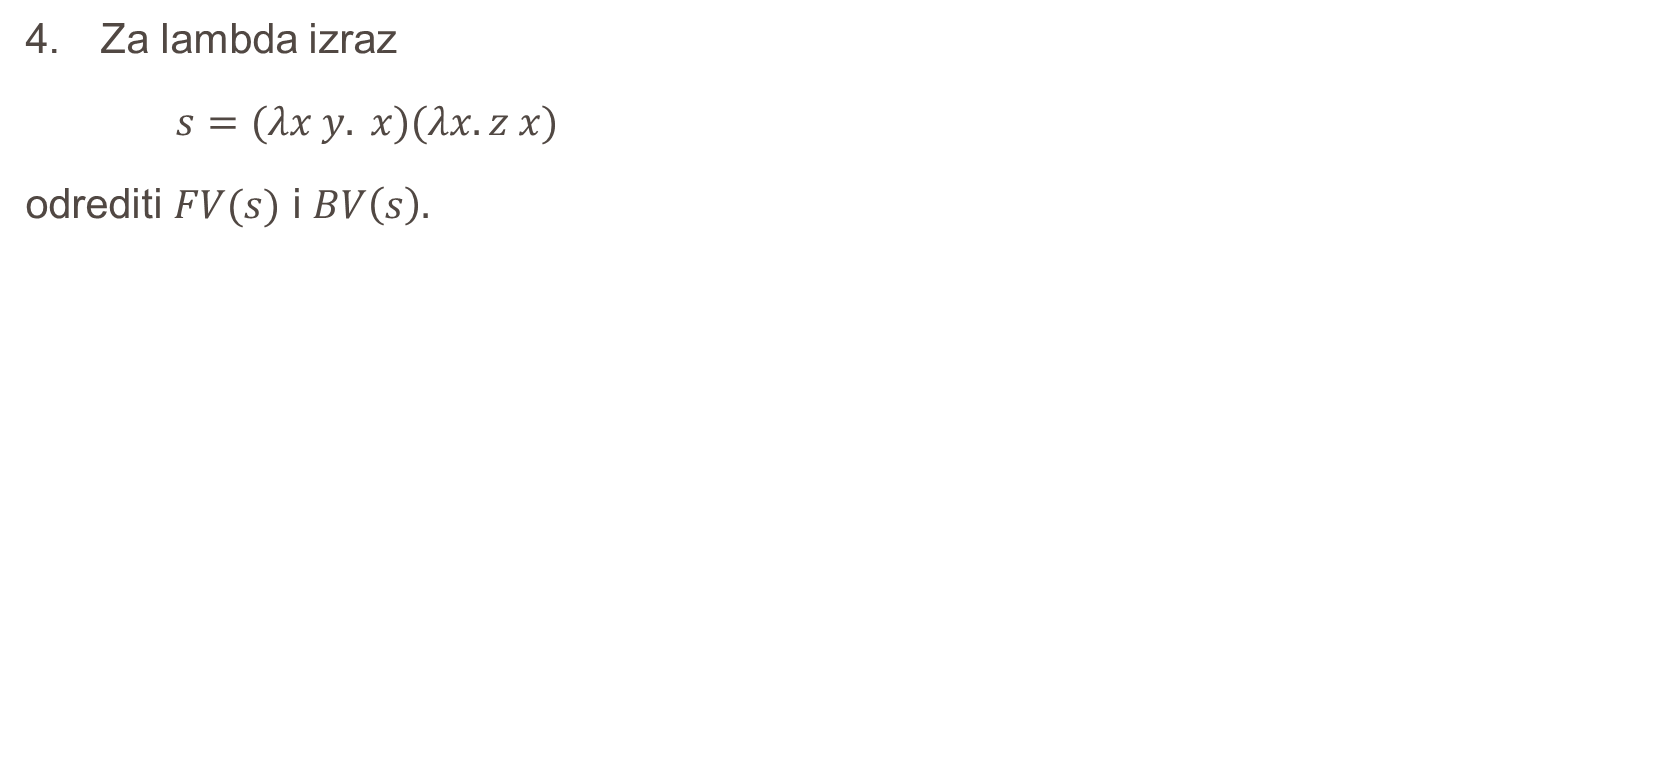 4. Za lambda izraz
s = (λx y. x)(λx. z x)
odrediti FV(s) i BV(s).